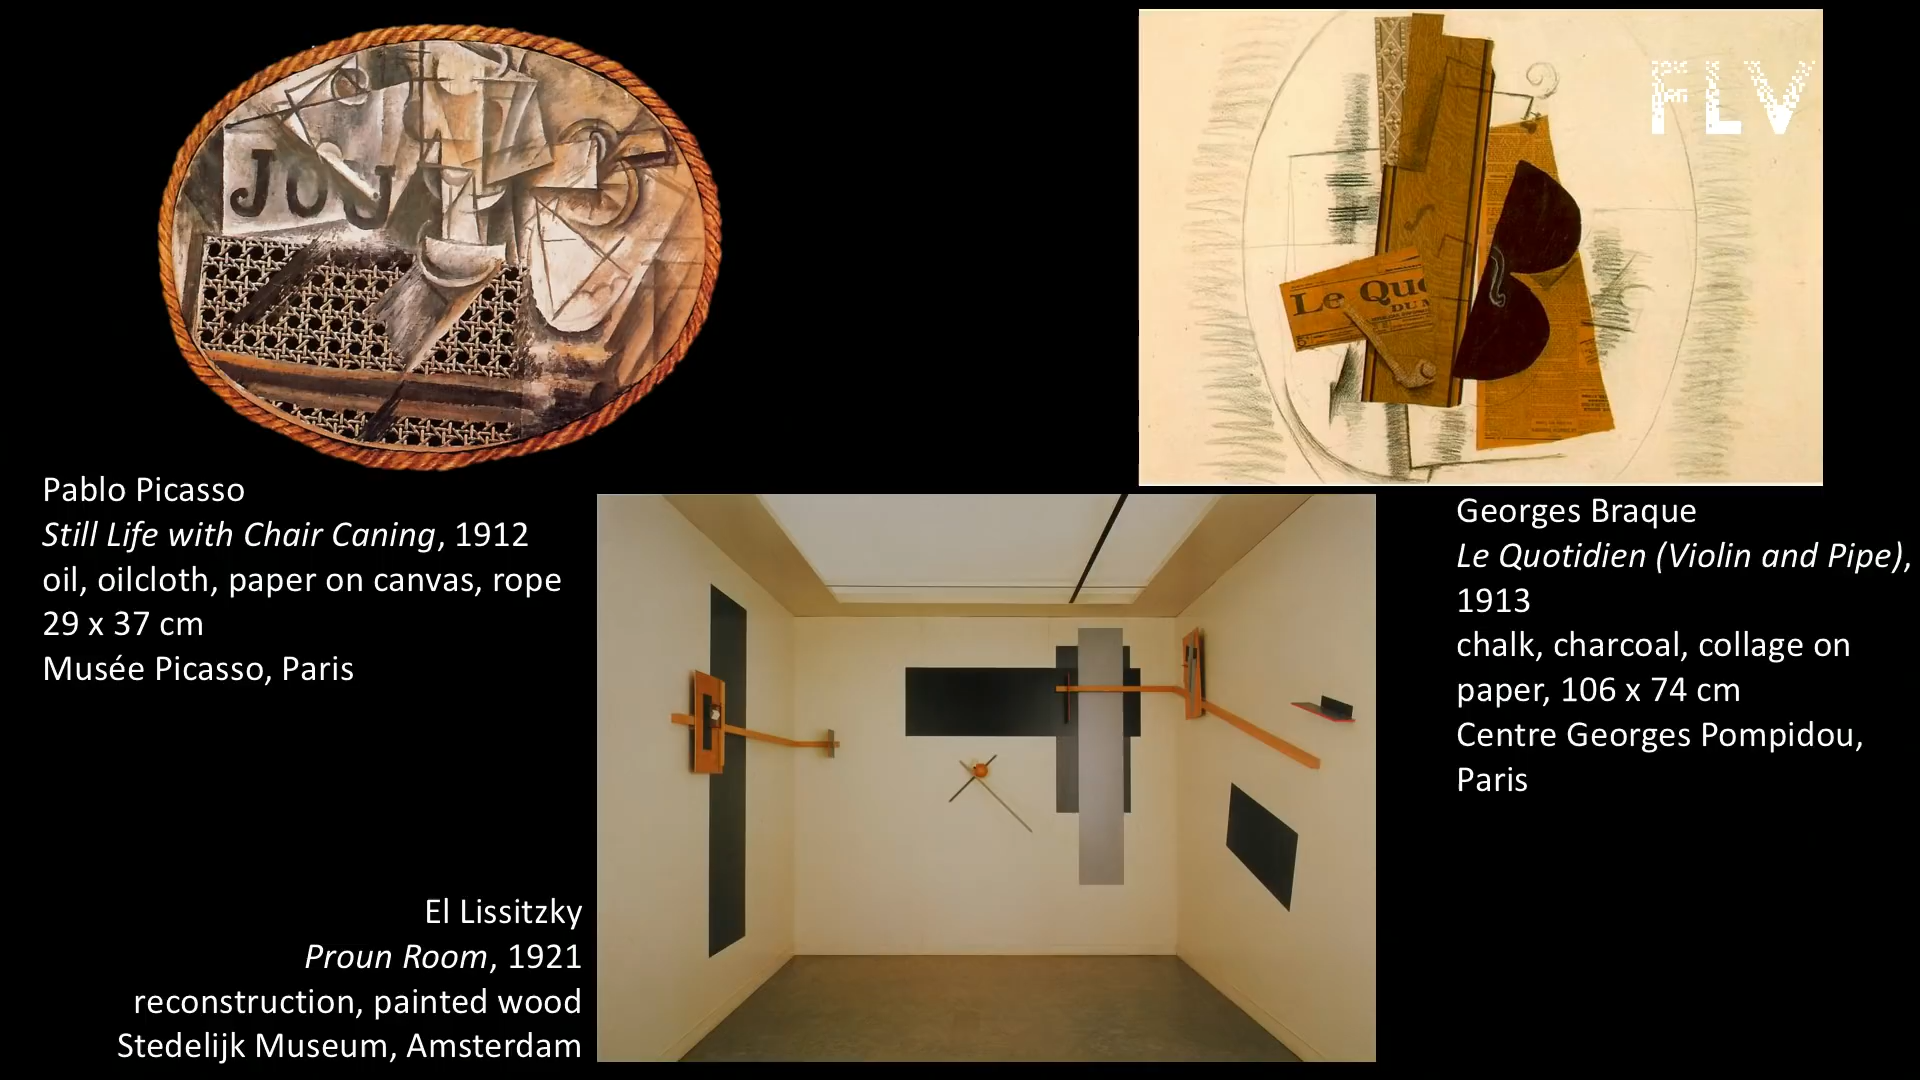 FLV
JOU
Le Quo
DU M
Pablo Picasso
Still Life with Chair Caning, 1912
oil, oilcloth, paper on canvas, rope
29 x 37 cm
Musée Picasso, Paris
Georges Braque
Le Quotidien (Violin and Pipe),
1913
chalk, charcoal, collage on
paper, 106 x 74 cm
Centre Georges Pompidou,
Paris
El Lissitzky
Proun Room, 1921
reconstruction, painted wood
Stedelijk Museum, Amsterdam